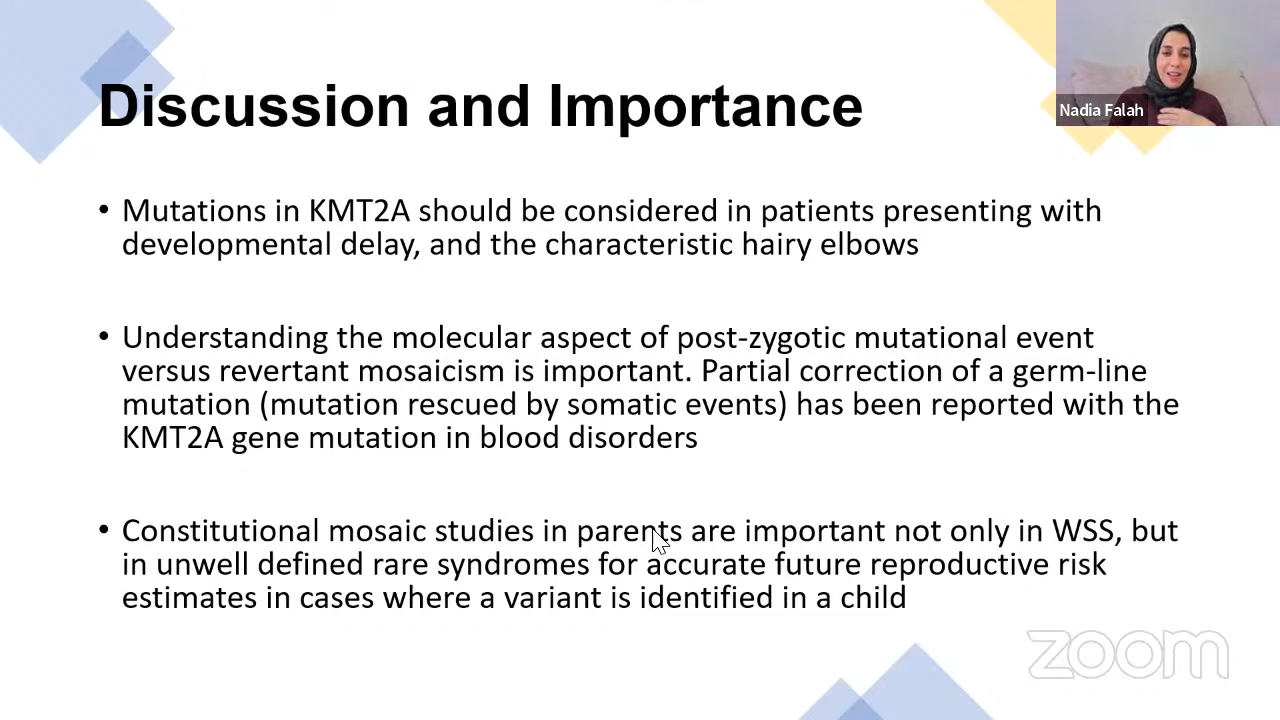 Discussion and Importance
Nadia Falah
• Mutations in KMT2A should be considered in patients presenting with
developmental delay, and the characteristic hairy elbows
• Understanding the molecular aspect of post-zygotic mutational event
versus revertant mosaicism is important. Partial correction of a germ-line
mutation (mutation rescued by somatic events) has been reported with the
KMT2A gene mutation in blood disorders
• Constitutional mosaic studies in parents are important not only in WSS, but
in unwell defined rare syndromes for accurate future reproductive risk
estimates in cases where a variant is identified in a child
zoom